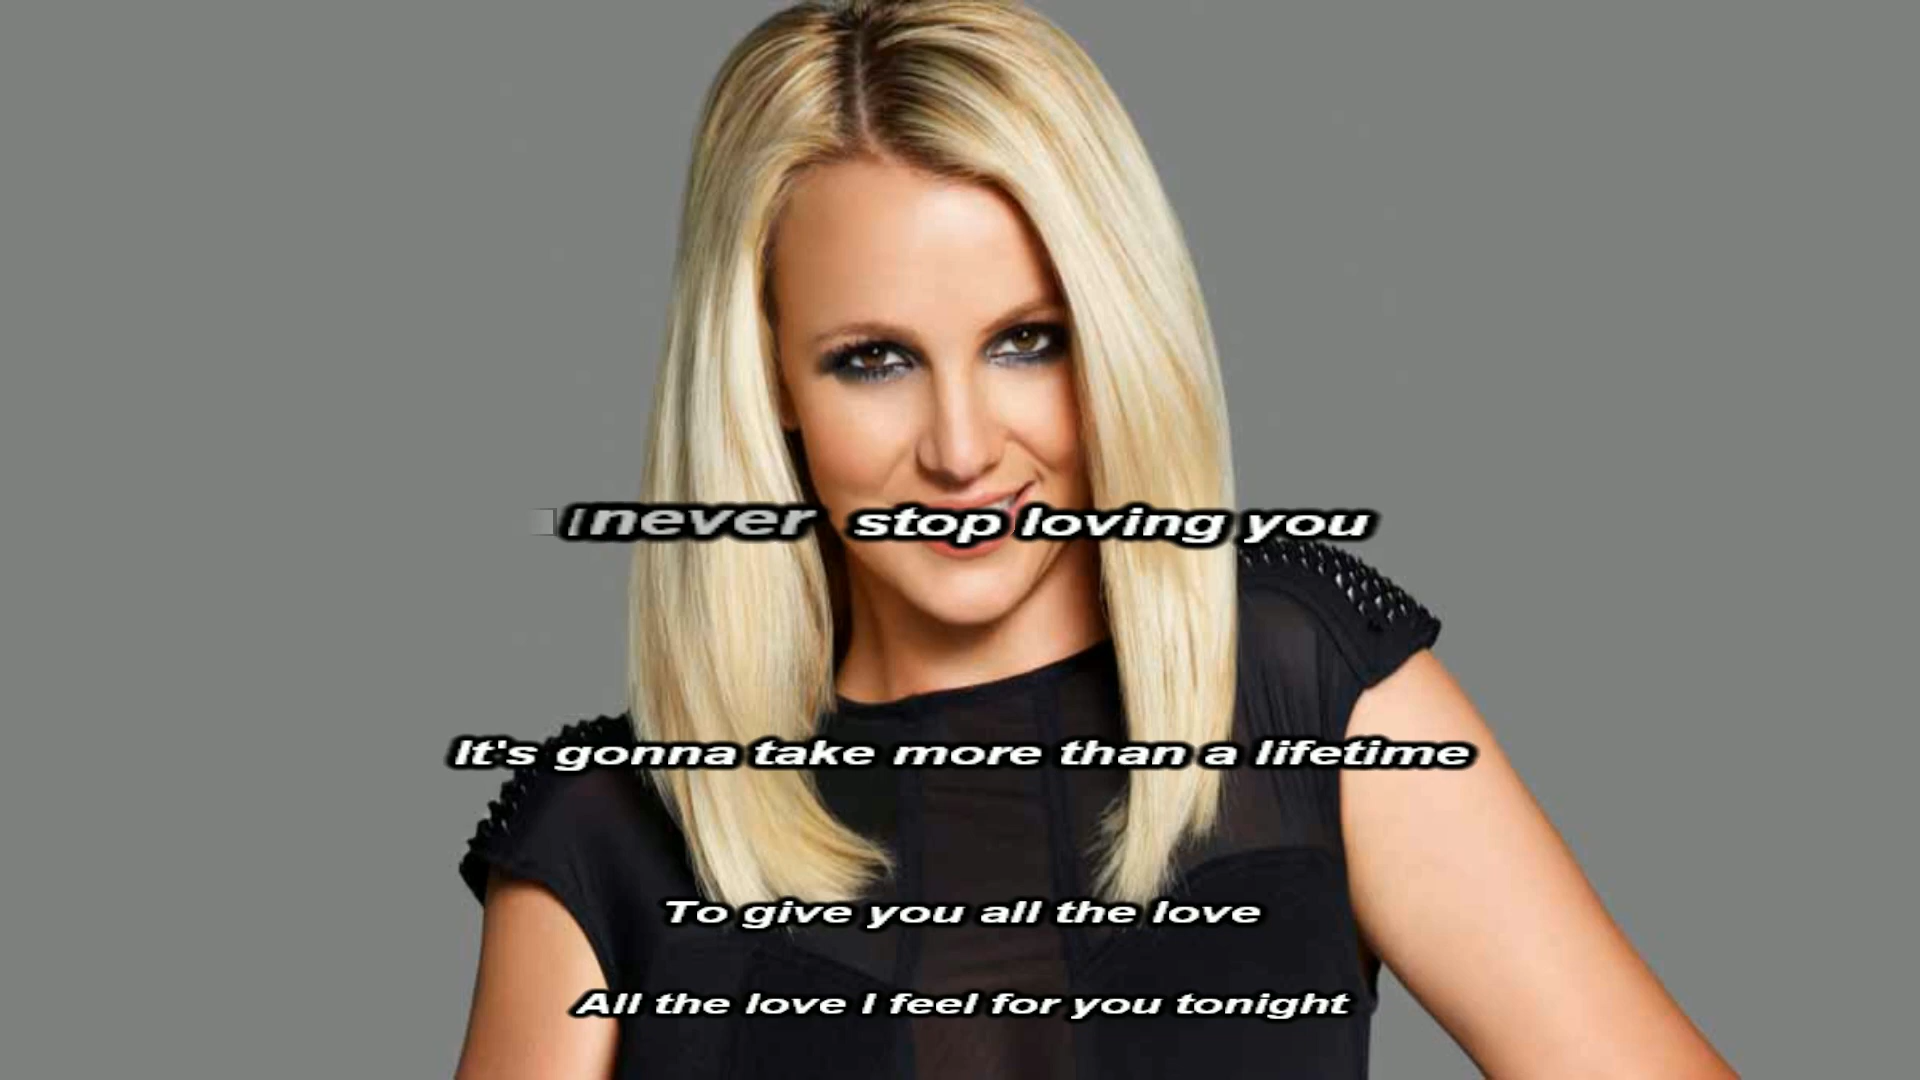 never stop loving you
It's gonna take more than a lifetime
To give you all the love
All the love I feel for you tonight